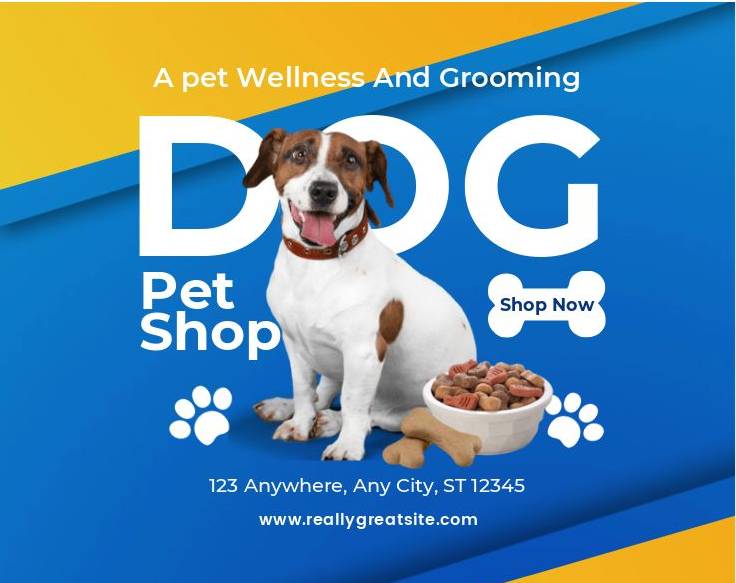 A pet Wellness And Grooming
DOG
Pet
Shop
Shop Now
123 Anywhere, Any City, ST 12345
www.reallygreatsite.com